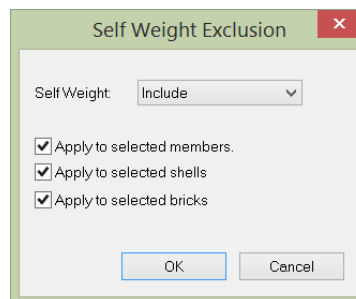 Self Weight Exclusion
Self Weight: Include
Apply to selected members.
Apply to selected shells
Apply to selected bricks
OK Cancel